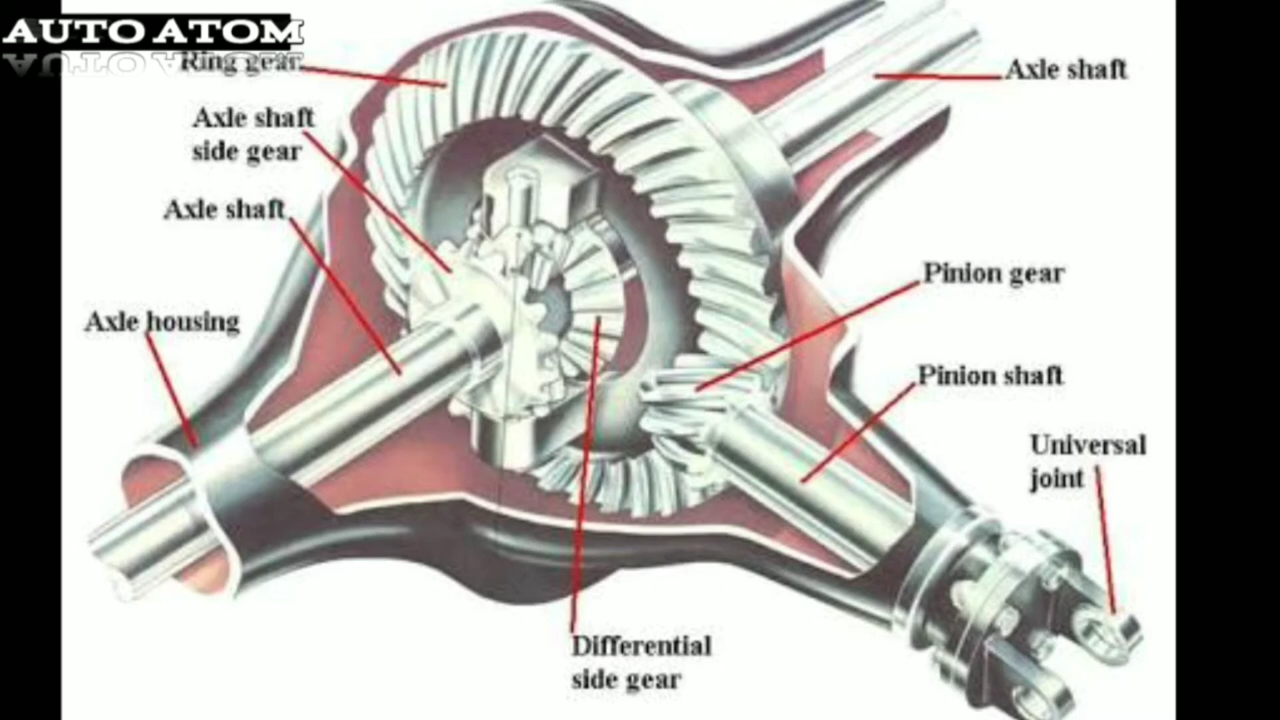 AUTO ATOM
Ring gear
Axle shaft
Axle shaft
side gear
Axle shaft
Pinion gear
Axle housing
Pinion shaft
Universal
joint
Differential
side gear